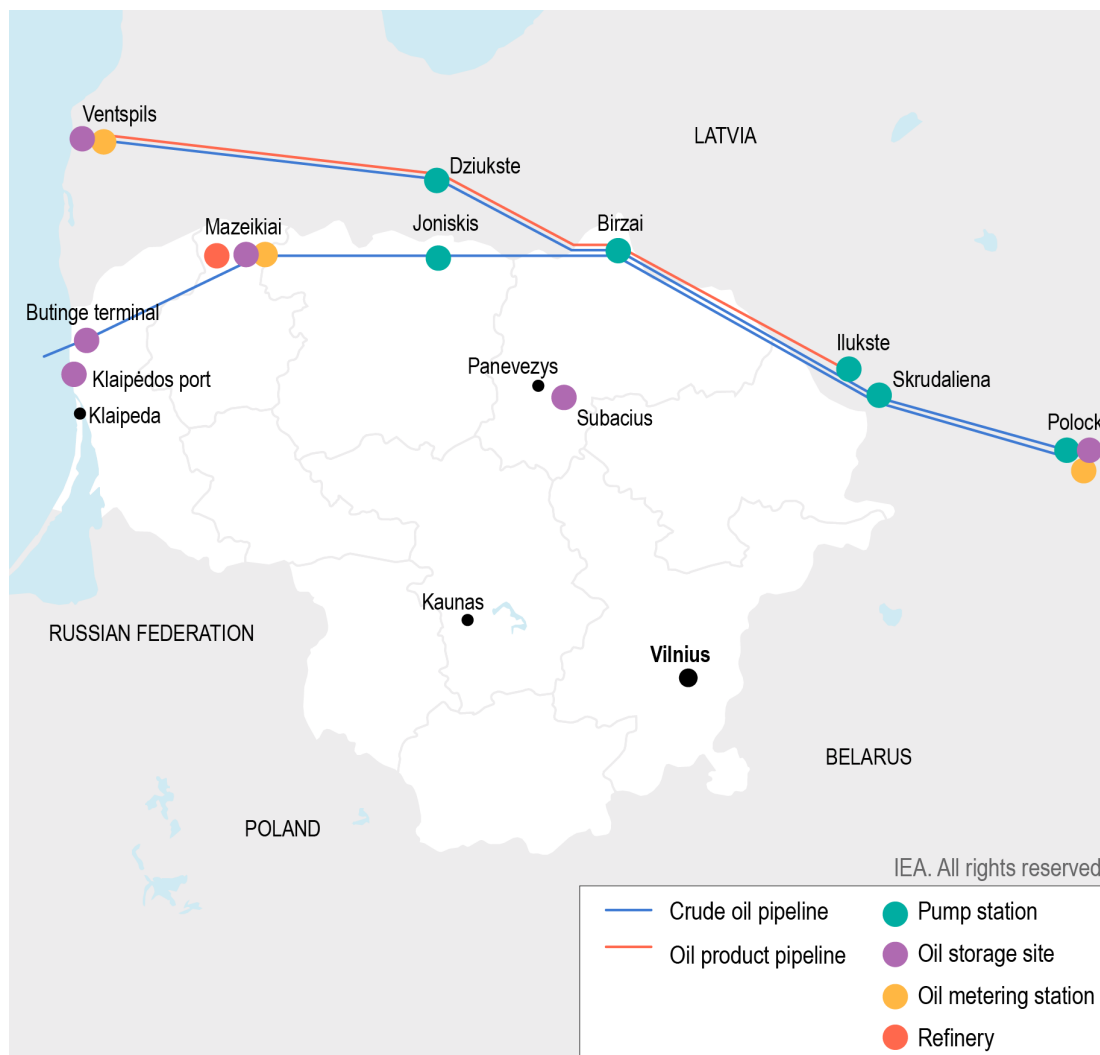 Ventspils
LATVIA
Dziukste
Mazeikiai
Joniskis
Birzai
Butinge terminal
Ilukste
Panevezys
Klaipėdos port
Skrudaliena
Klaipeda
Subacius
Polock
Kaunas
RUSSIAN FEDERATION
Vilnius
BELARUS
POLAND
IEA. All rights reserved
Crude oil pipeline
Oil product pipeline
Pump station
Oil storage site
Oil metering station
Refinery